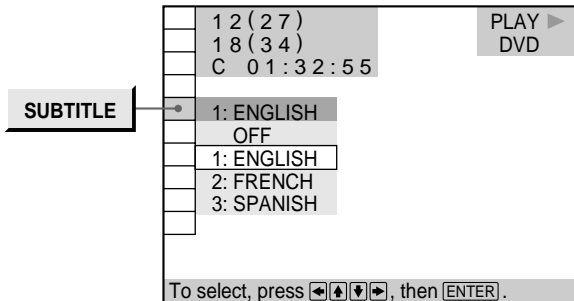 12(27)
18(34)
C 01:32:55
PLAY ▶
DVD
SUBTITLE
1: ENGLISH
OFF
1: ENGLISH
2: FRENCH
3: SPANISH
To select, press ←↑↓→, then ENTER.